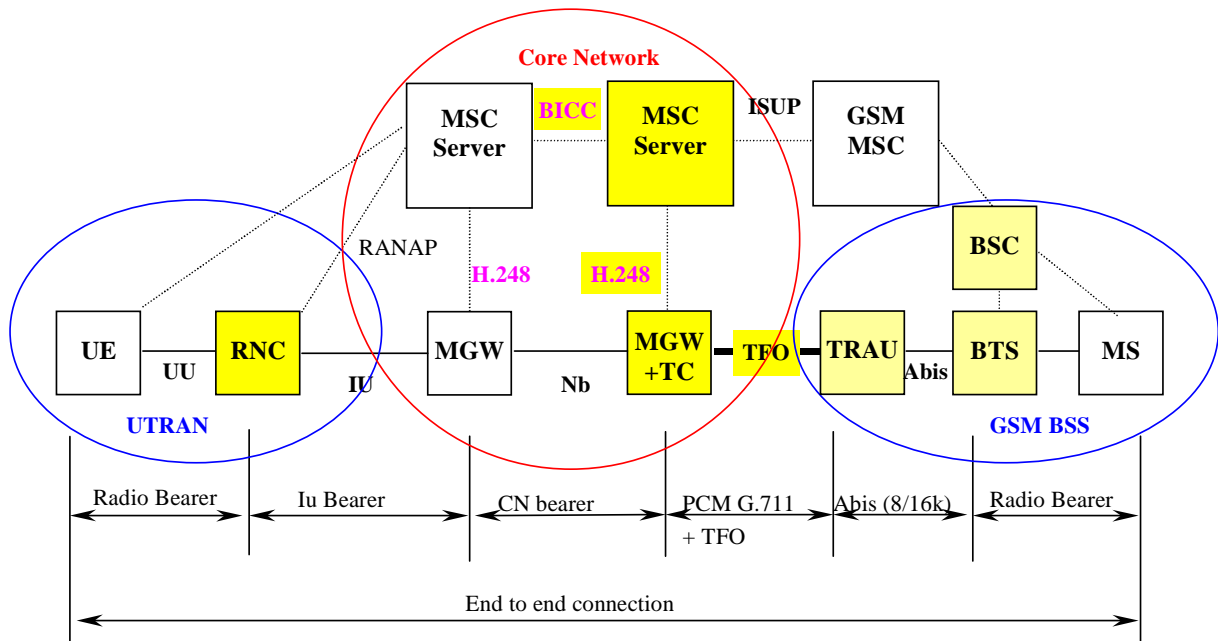 Core Network
MSC
Server
BICC
MSC
Server
ISUP
GSM
MSC
RANAP
H.248
H.248
BSC
UE
UU
RNC
IU
MGW
Nb
MGW
+TC
TFO
TRAU
Abis
BTS
MS
UTRAN
GSM BSS
Radio Bearer
Iu Bearer
CN bearer
PCM G.711
+ TFO
Abis (8/16k)
Radio Bearer
End to end connection